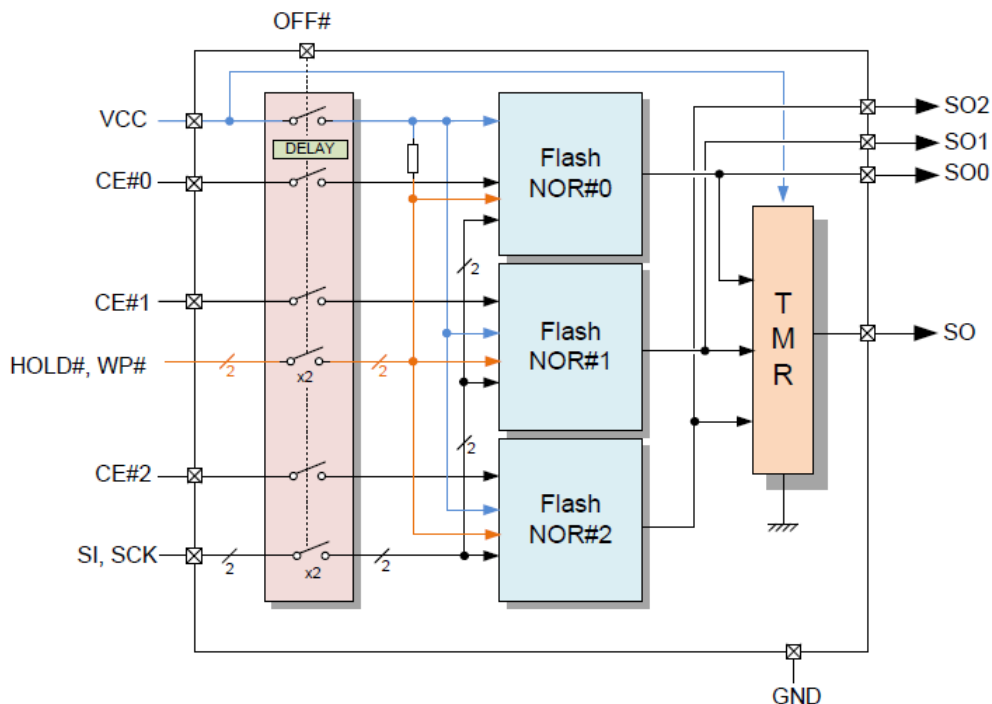 OFF#
VCC
DELAY
CE#0
CE#1
HOLD#, WP#
2
x2
2
CE#2
SI, SCK
2
x2
2
2
2
Flash
NOR#0
Flash
NOR#1
Flash
NOR#2
T
M
R
SO2
SO1
SO0
SO
GND